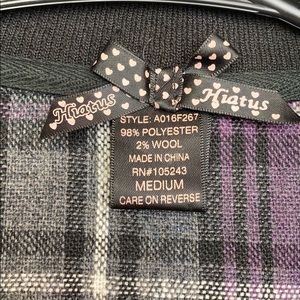 Hiatus Hiatus
STYLE: A016F267
98% POLYESTER
2% WOOL
MADE IN CHINA
RN#105243
MEDIUM
CARE ON REVERSE